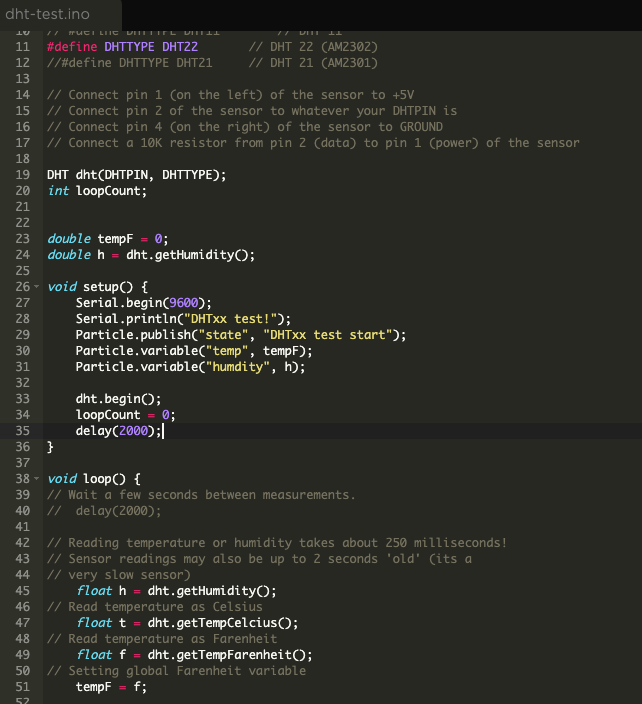 dht-test.ino
10 // #define DHTTYPE DHT11 // DHT 11
11 #define DHTTYPE DHT22 // DHT 22 (AM2302)
12 //#define DHTTYPE DHT21 // DHT 21 (AM2301)
13
14 // Connect pin 1 (on the left) of the sensor to +5V
15 // Connect pin 2 of the sensor to whatever your DHTPIN is
16 // Connect pin 4 (on the right) of the sensor to GROUND
17 // Connect a 10K resistor from pin 2 (data) to pin 1 (power) of the sensor
18
19 DHT dht(DHTPIN, DHTTYPE);
20 int loopCount;
21
22
23 double tempF = 0;
24 double h = dht.getHumidity();
25
26 void setup() {
27 Serial.begin(9600);
28 Serial.println("DHTxx test!");
29 Particle.publish("state", "DHTxx test start");
30 Particle.variable("temp", tempF);
31 Particle.variable("humdity", h);
32
33 dht.begin();
34 loopCount = 0;
35 delay(2000);
36 }
37
38 void loop() {
39 // Wait a few seconds between measurements.
40 // delay(2000);
41
42 // Reading temperature or humidity takes about 250 milliseconds!
43 // Sensor readings may also be up to 2 seconds 'old' (its a
44 // very slow sensor)
45 float h = dht.getHumidity();
46 // Read temperature as Celsius
47 float t = dht.getTempCelcius();
48 // Read temperature as Farenheit
49 float f = dht.getTempFarenheit();
50 // Setting global Farenheit variable
51 tempF = f;
52